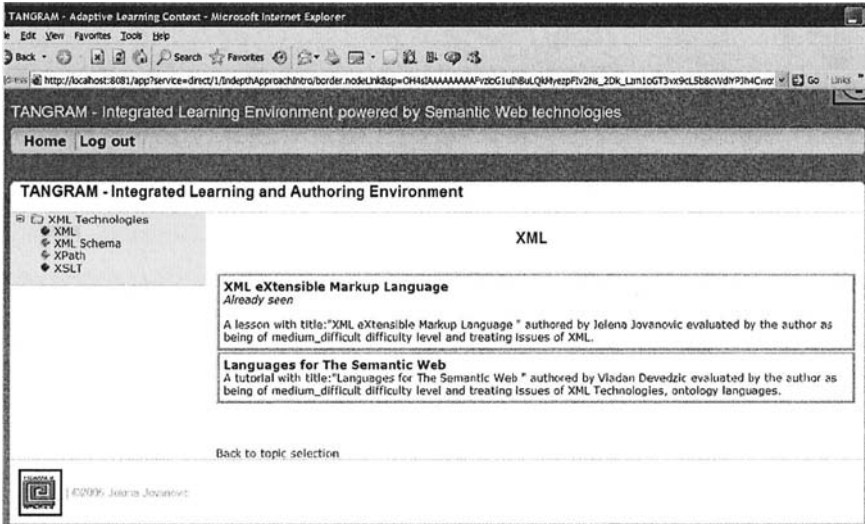 TANGRAM - Adaptive Learning Context - Microsoft Internet Explorer
Edit View Favorites Tools Help
Back Search Favorites
Go Links
TANGRAM - Integrated Learning Environment powered by Semantic Web technologies
Home Log out
TANGRAM - Integrated Learning and Authoring Environment
XML Technologies
XML
XML Schema
XPath
XSLT
XML
XML eXtensible Markup Language
Already seen
A lesson with title:"XML eXtensible Markup Language " authored by Jelena Jovanovic evaluated by the author as
being of medium_difficult difficulty level and treating issues of XML.
Languages for The Semantic Web
A tutorial with title:"Languages for The Semantic Web " authored by Vladan Devedzic evaluated by the author as
being of medium_difficult difficulty level and treating issues of XML Technologies, ontology languages.
Back to topic selection
©2006 Jelena Jovanovic